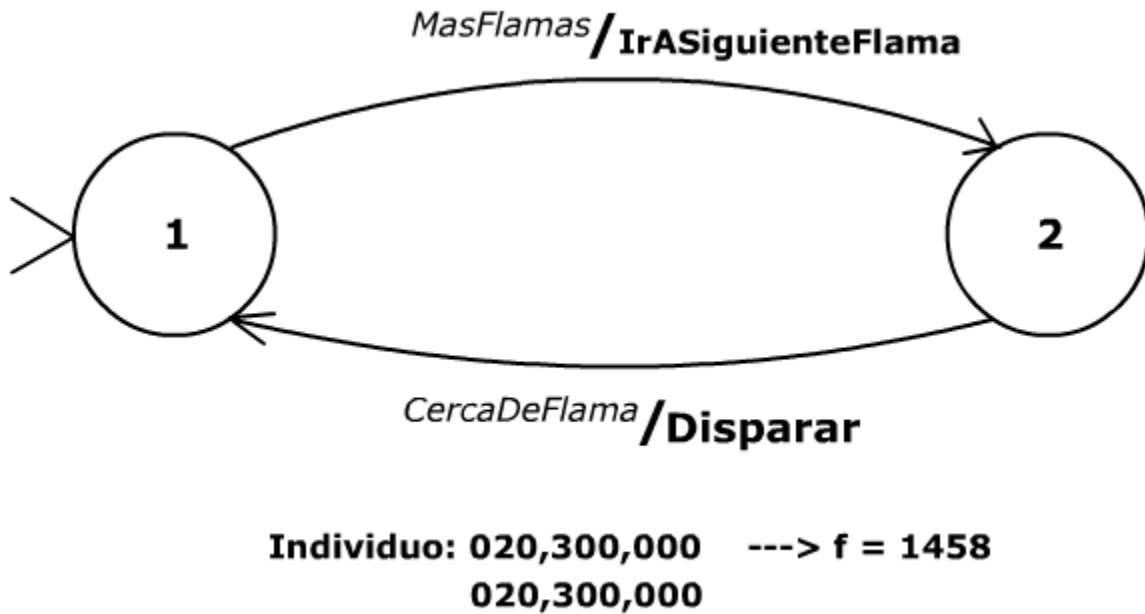 MasFlamas/IrASiguienteFlama
1
2
CercaDeFlama/Disparar
Individuo: 020,300,000 ---> f = 1458
020,300,000